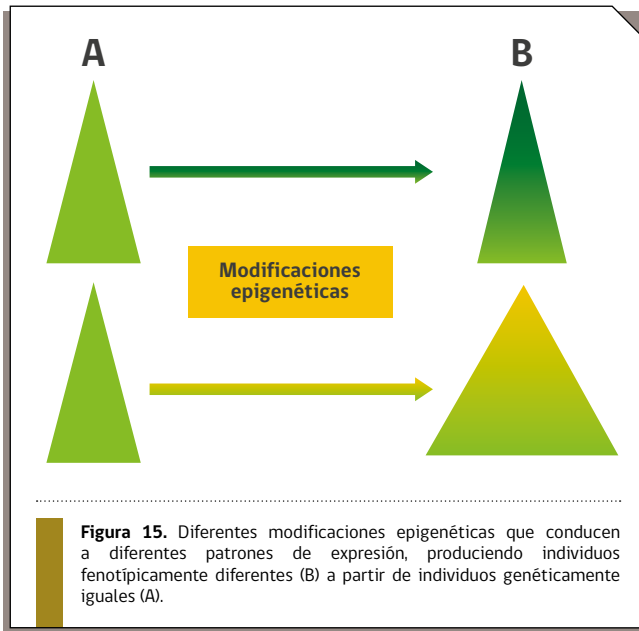 A
B
Modificaciones
epigenéticas
Figura 15. Diferentes modificaciones epigenéticas que conducen
a diferentes patrones de expresión, produciendo individuos
fenotípicamente diferentes (B) a partir de individuos genéticamente
iguales (A).